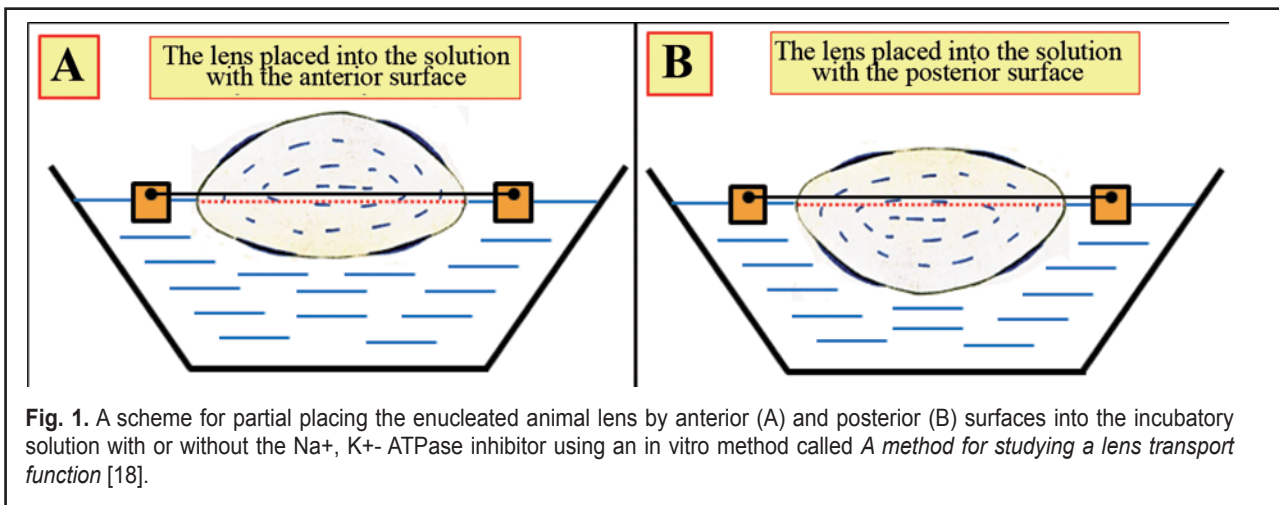 A
The lens placed into the solution
with the anterior surface
B
The lens placed into the solution
with the posterior surface
Fig. 1. A scheme for partial placing the enucleated animal lens by anterior (A) and posterior (B) surfaces into the incubatory
solution with or without the Na+, K+- ATPase inhibitor using an in vitro method called A method for studying a lens transport
function [18].